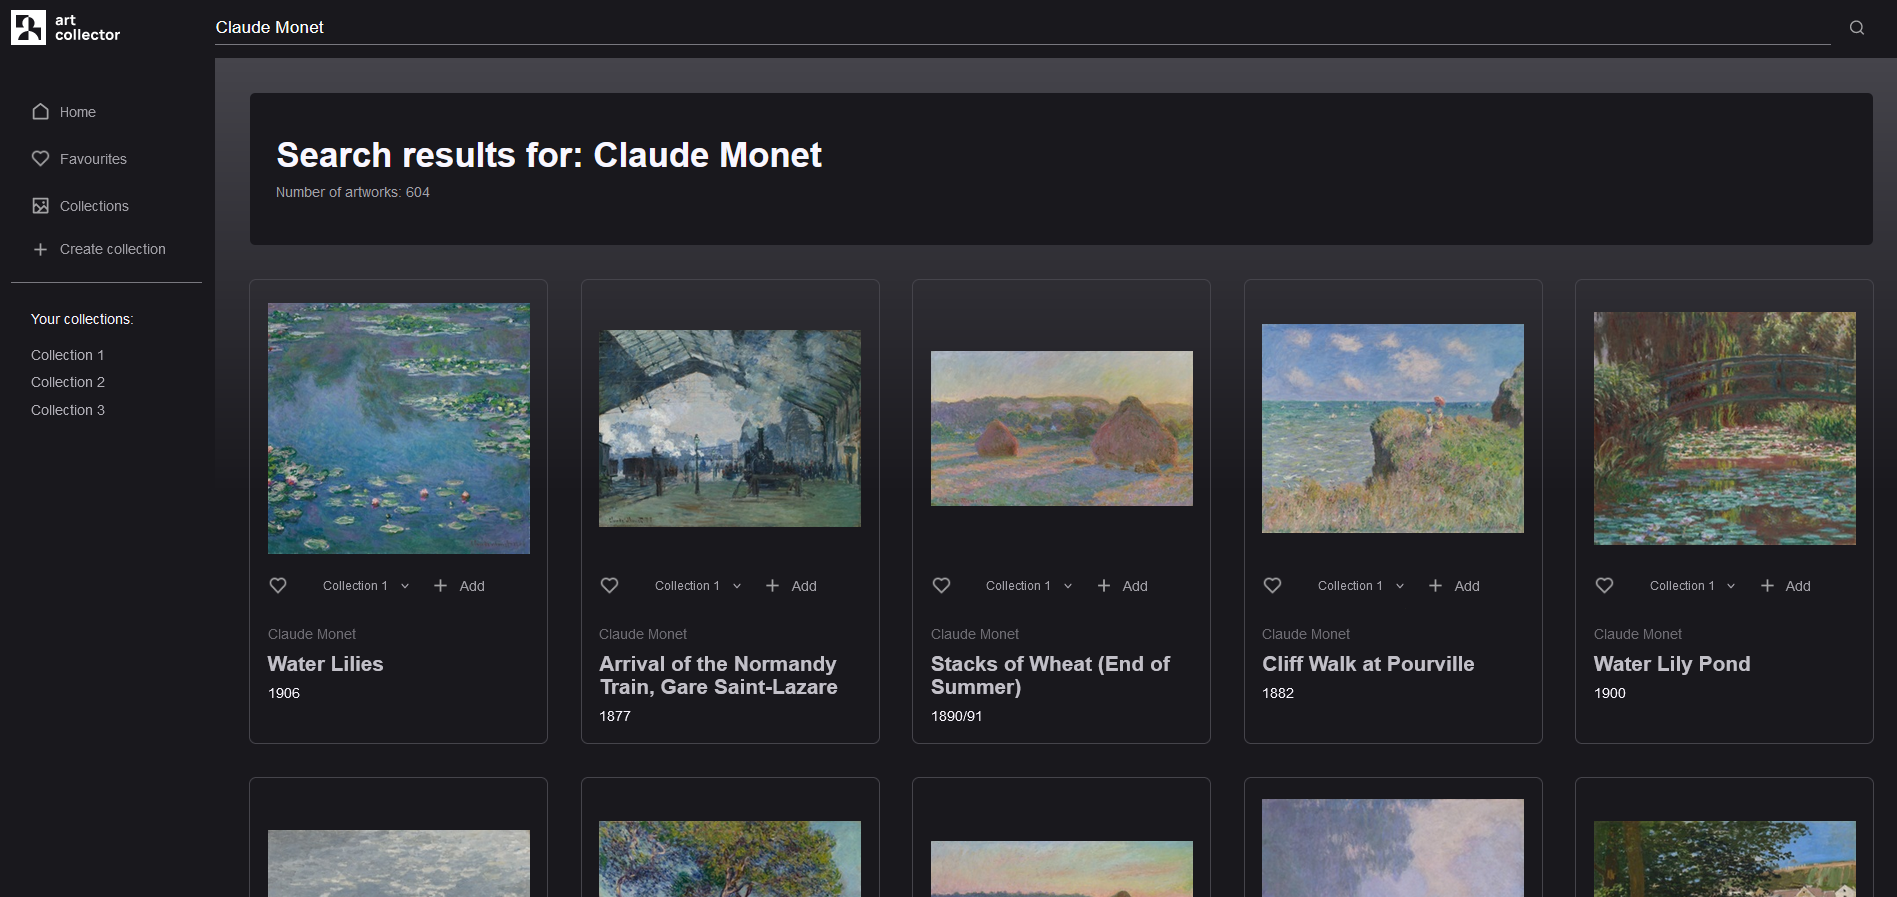 art
collector
Claude Monet
Home
Favourites
Collections
Create collection
Your collections:
Collection 1
Collection 2
Collection 3
Search results for: Claude Monet
Number of artworks: 604
Collection 1 Add
Claude Monet
Water Lilies
1906
Collection 1 Add
Claude Monet
Arrival of the Normandy
Train, Gare Saint-Lazare
1877
Collection 1 Add
Claude Monet
Stacks of Wheat (End of
Summer)
1890/91
Collection 1 Add
Claude Monet
Cliff Walk at Pourville
1882
Collection 1 Add
Claude Monet
Water Lily Pond
1900